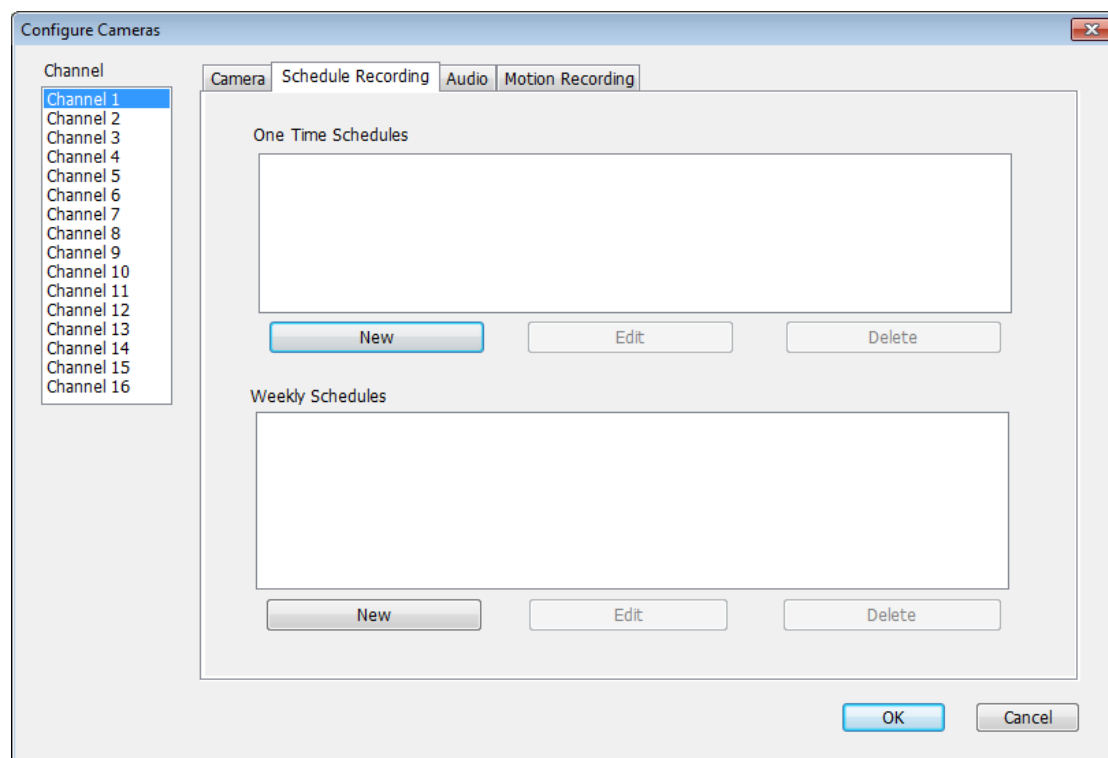 Configure Cameras
Channel
Channel 1
Channel 2
Channel 3
Channel 4
Channel 5
Channel 6
Channel 7
Channel 8
Channel 9
Channel 10
Channel 11
Channel 12
Channel 13
Channel 14
Channel 15
Channel 16
Camera Schedule Recording Audio Motion Recording
One Time Schedules
New Edit Delete
Weekly Schedules
New Edit Delete
OK Cancel